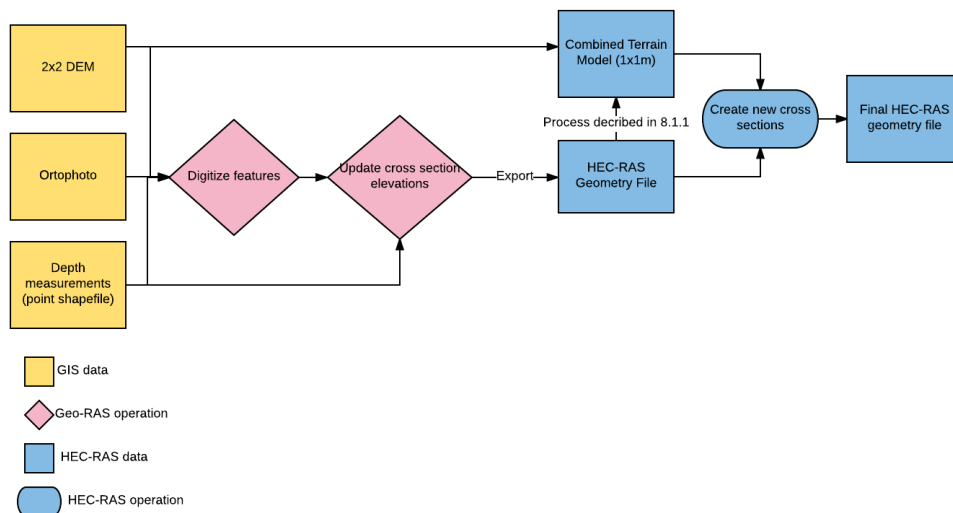 2x2 DEM
Combined Terrain
Model (1x1m)
Create new cross
sections
Final HEC-RAS
geometry file
Process decribed in 8.1.1
Ortophoto
Digitize features
Update cross section
elevations
Export
HEC-RAS
Geometry File
Depth
measurements
(point shapefile)
GIS data
Geo-RAS operation
HEC-RAS data
HEC-RAS operation